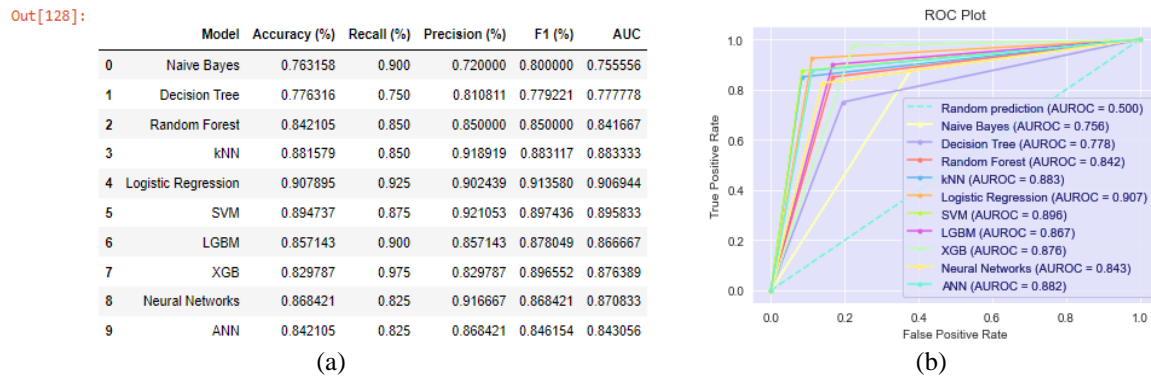 Out[128]:
Model Accuracy (%) Recall (%) Precision (%) F1 (%) AUC
0 Naive Bayes 0.763158 0.900 0.720000 0.800000 0.755556
1 Decision Tree 0.776316 0.750 0.810811 0.779221 0.777778
2 Random Forest 0.842105 0.850 0.850000 0.850000 0.841667
3 kNN 0.881579 0.850 0.918919 0.883117 0.883333
4 Logistic Regression 0.907895 0.925 0.902439 0.913580 0.906944
5 SVM 0.894737 0.875 0.921053 0.897436 0.895833
6 LGBM 0.857143 0.900 0.857143 0.878049 0.866667
7 XGB 0.829787 0.975 0.829787 0.896552 0.876389
8 Neural Networks 0.868421 0.825 0.916667 0.868421 0.870833
9 ANN 0.842105 0.825 0.868421 0.846154 0.843056
(a)
ROC Plot
True Positive Rate
1.0
0.8
0.6
0.4
0.2
0.0
Random prediction (AUROC = 0.500)
Naive Bayes (AUROC = 0.756)
Decision Tree (AUROC = 0.778)
Random Forest (AUROC = 0.842)
kNN (AUROC = 0.883)
Logistic Regression (AUROC = 0.907)
SVM (AUROC = 0.896)
LGBM (AUROC = 0.867)
XGB (AUROC = 0.876)
Neural Networks (AUROC = 0.843)
ANN (AUROC = 0.882)
0.0 0.2 0.4 0.6 0.8 1.0
False Positive Rate
(b)